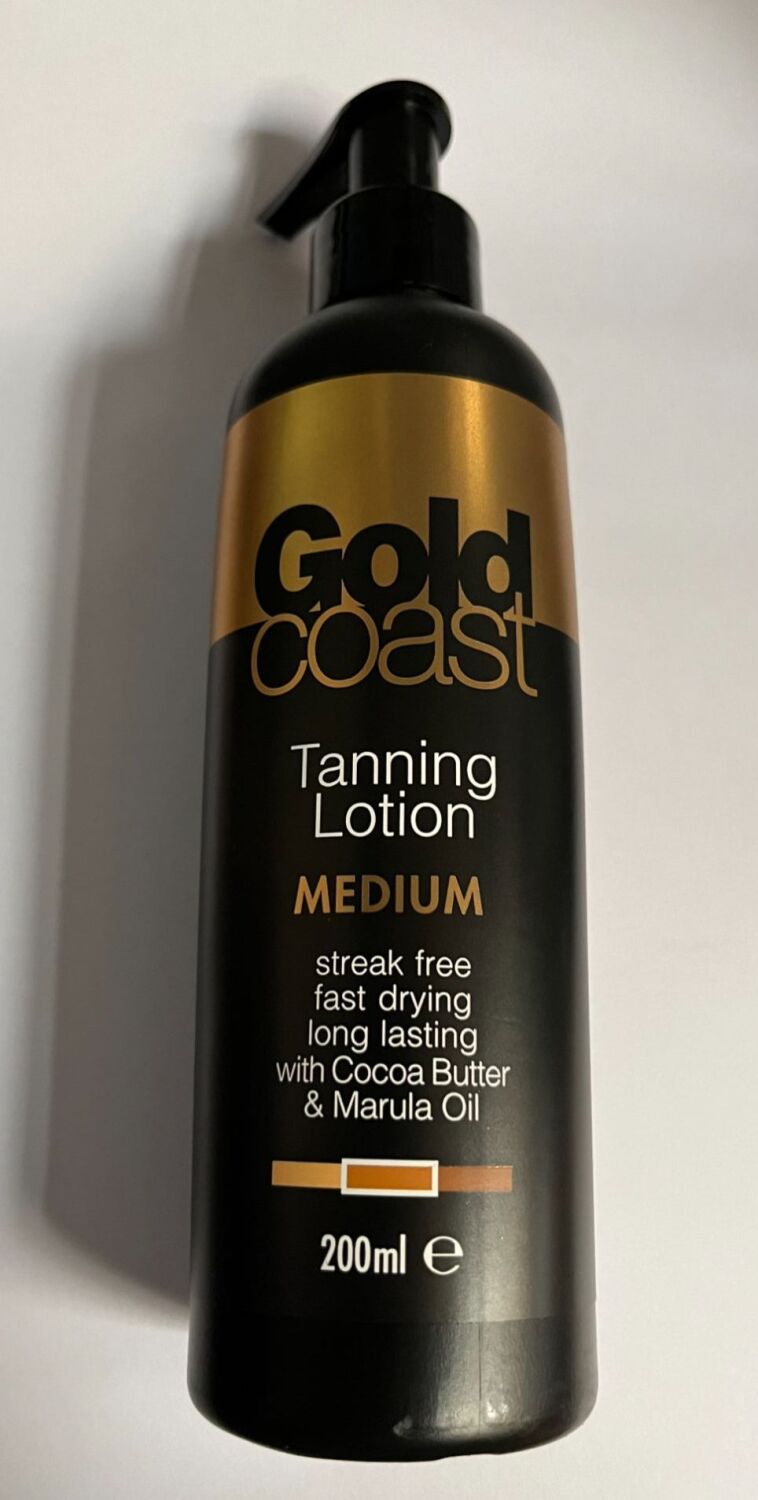 Gold
coast
Tanning
Lotion
MEDIUM
streak free
fast drying
long lasting
with Cocoa Butter
& Marula Oil
200ml ℮